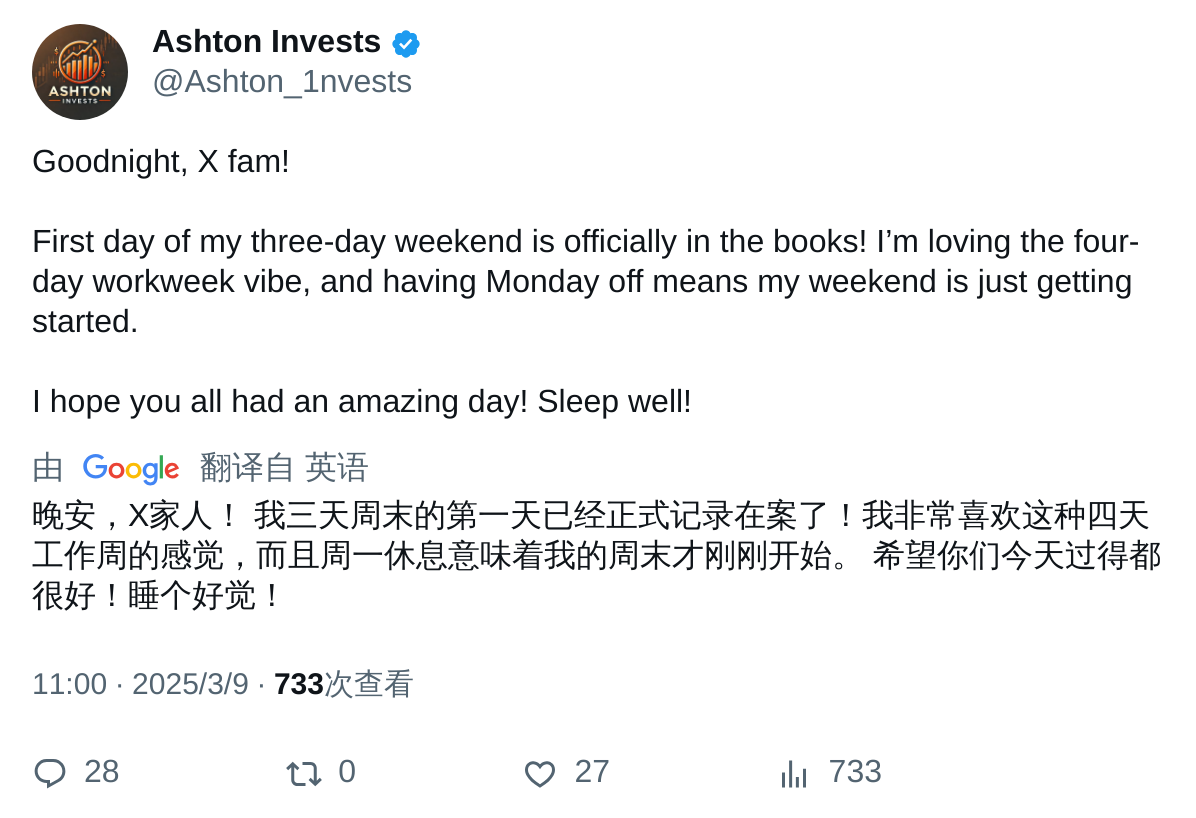 ASHTON
INVESTS
Ashton Invests
@Ashton_1nvests
Goodnight, X fam!
First day of my three-day weekend is officially in the books! I’m loving the four-
day workweek vibe, and having Monday off means my weekend is just getting
started.
I hope you all had an amazing day! Sleep well!
由 Google 翻译自 英语
晚安，X家人！ 我三天周末的第一天已经正式记录在案了！我非常喜欢这种四天
工作周的感觉，而且周一休息意味着我的周末才刚刚开始。 希望你们今天过得都
很好！睡个好觉！
11:00 · 2025/3/9 · 733次查看
28 0 27 733